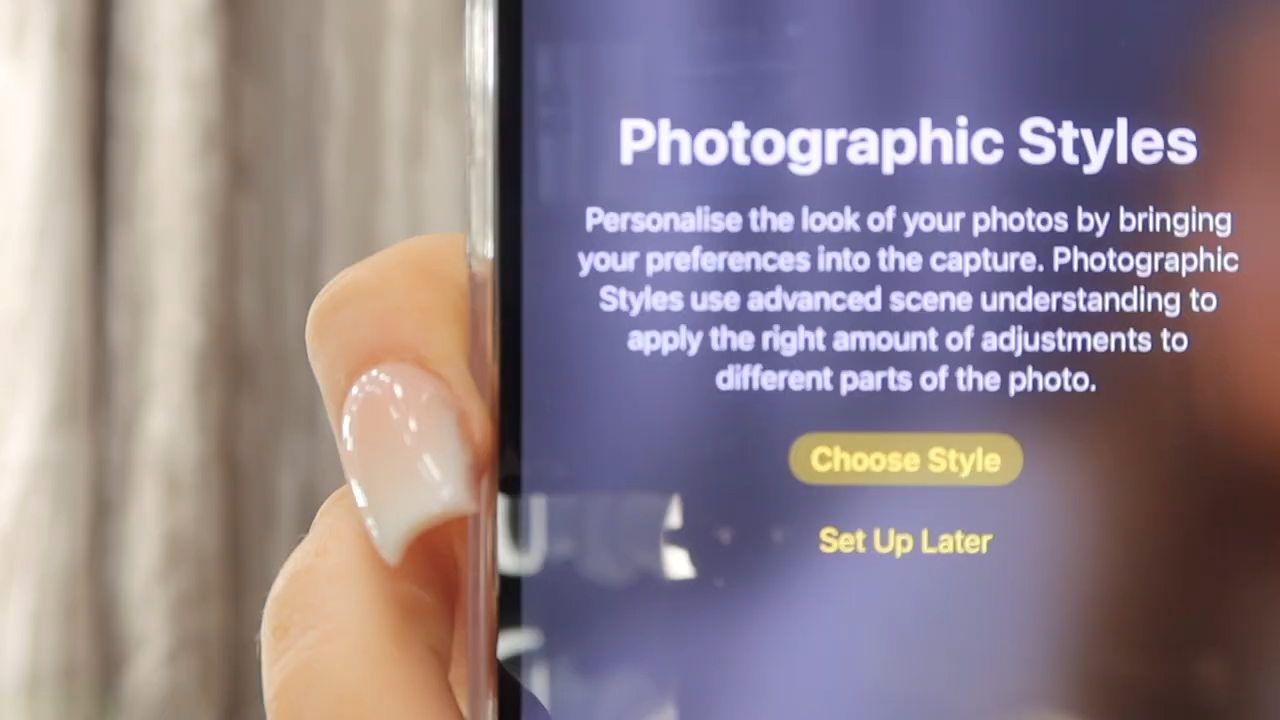 Photographic Styles
Personalise the look of your photos by bringing
your preferences into the capture. Photographic
Styles use advanced scene understanding to
apply the right amount of adjustments to
different parts of the photo.
Choose Style
Set Up Later